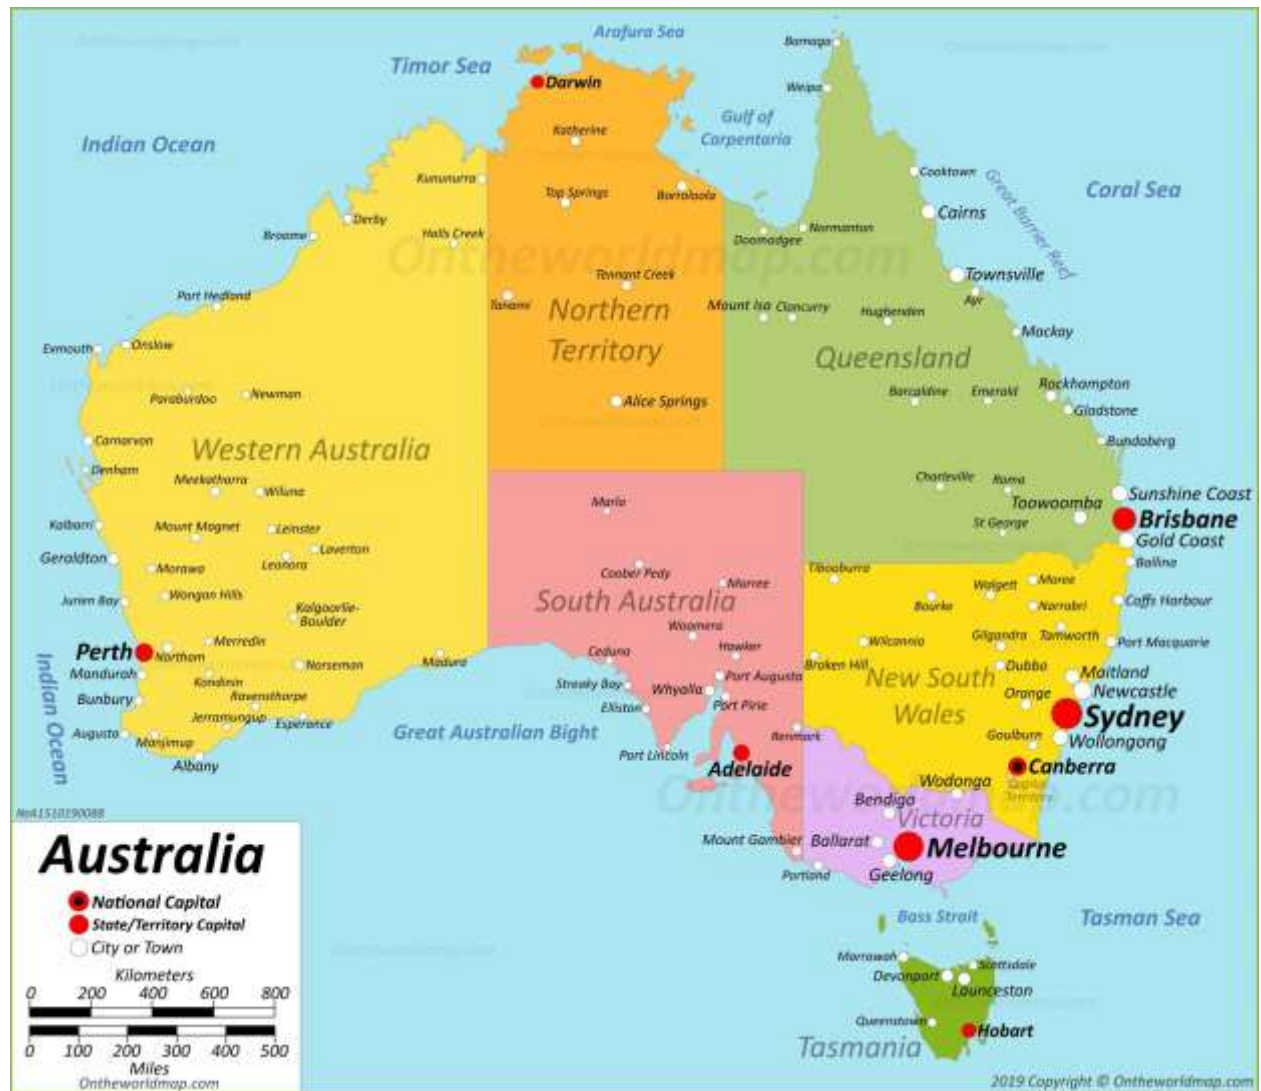 Arafura Sea
Bamaga
Timor Sea
Darwin
Weipa
Gulf of
Carpentaria
Indian Ocean
Katherine
Cooktown
Great Barrier Reef
Coral Sea
Kununurra
Top Springs
Borroloola
Cairns
Derby
Broome
Halls Creek
Doomadgee
Normanton
Ontheworldmap.com
Tennant Creek
Townsville
Port Hedland
Tanami
Northern
Territory
Mount Isa
Cloncurry
Hughenden
Ayr
Mackay
Exmouth
Onslow
Queensland
Paraburdoo
Newman
Alice Springs
Barcaldine
Emerald
Rockhampton
Gladstone
Carnarvon
Western Australia
Bundaberg
Denham
Meekatharra
Wiluna
Marla
Charleville
Roma
Toowoomba
Sunshine Coast
Kalbarri
Mount Magnet
Leinster
St George
Brisbane
Gold Coast
Geraldton
Laverton
Leonora
Morawa
Coober Pedy
Marree
Tibooburra
Ballina
Jurien Bay
Wongan Hills
Kalgoorlie-
Boulder
South Australia
Bourke
Walgett
Moree
Narrabri
Coffs Harbour
Woomera
Perth
Northam
Merredin
Ceduna
Hawker
Wilcannia
Gilgandra
Tamworth
Port Macquarie
Mandurah
Kondinin
Norseman
Madura
Streaky Bay
Whyalla
Port Augusta
Broken Hill
New South
Wales
Dubbo
Maitland
Newcastle
Indian Ocean
Bunbury
Ravensthorpe
Elliston
Port Pirie
Orange
Sydney
Augusta
Manjimup
Jerramungup
Esperance
Great Australian Bight
Renmark
Goulburn
Wollongong
Albany
Port Lincoln
Adelaide
Canberra
Capital
Territory
Ontheworldmap.com
Wodonga
Bendigo
Victoria
Mount Gambier
Ballarat
Melbourne
Portland
Geelong
Bass Strait
Tasman Sea
Marrawah
Scottsdale
Devonport
Launceston
Queenstown
Hobart
Tasmania
Australia
National Capital
State/Territory Capital
City or Town
Kilometers
0 200 400 600 800
0 100 200 300 400 500
Miles
Ontheworldmap.com
2019 Copyright © Ontheworldmap.com